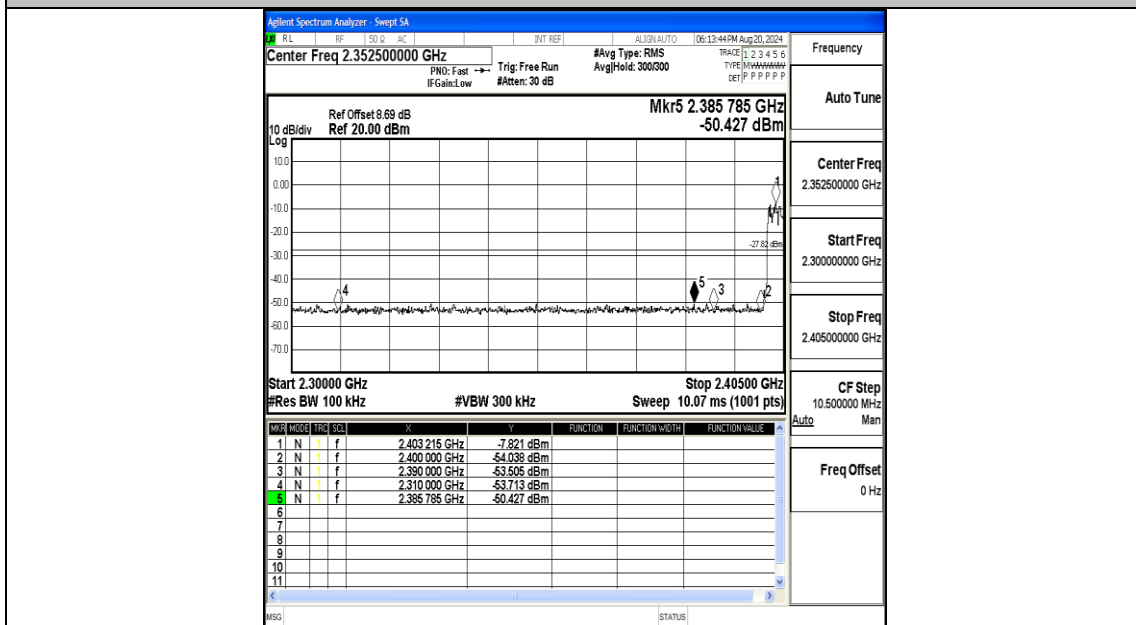 Agilent Spectrum Analyzer - Swept SA
RL RF 50 Ω AC INT REF ALIGN AUTO 06:13:44 PM Aug 20, 2024
Center Freq 2.352500000 GHz
PNO: Fast
IFGain:Low
Trig: Free Run
#Atten: 30 dB
#Avg Type: RMS
Avg|Hold: 300/300
TRACE 1 2 3 4 5 6
TYPE M
DET P P P P P P
Frequency
Auto Tune
Center Freq
2.352500000 GHz
Start Freq
2.300000000 GHz
Stop Freq
2.405000000 GHz
CF Step
10.500000 MHz
Auto Man
Freq Offset
0 Hz
Mkr5 2.385 785 GHz
-50.427 dBm
Ref Offset 8.69 dB
10 dB/div Ref 20.00 dBm
Log
10.0
0.00
-10.0
-20.0
-30.0
-40.0
-50.0
-60.0
-70.0
1
-27.82 dBm
4
5
3
2
Start 2.30000 GHz Stop 2.40500 GHz
#Res BW 100 kHz #VBW 300 kHz Sweep 10.07 ms (1001 pts)
MKR MODE TRC SCL X Y FUNCTION FUNCTION WIDTH FUNCTION VALUE
1 N 1 f 2.403 215 GHz -7.821 dBm
2 N 1 f 2.400 000 GHz -54.038 dBm
3 N 1 f 2.390 000 GHz -53.505 dBm
4 N 1 f 2.310 000 GHz -53.713 dBm
5 N 1 f 2.385 785 GHz -50.427 dBm
6
7
8
9
10
11
MSG STATUS